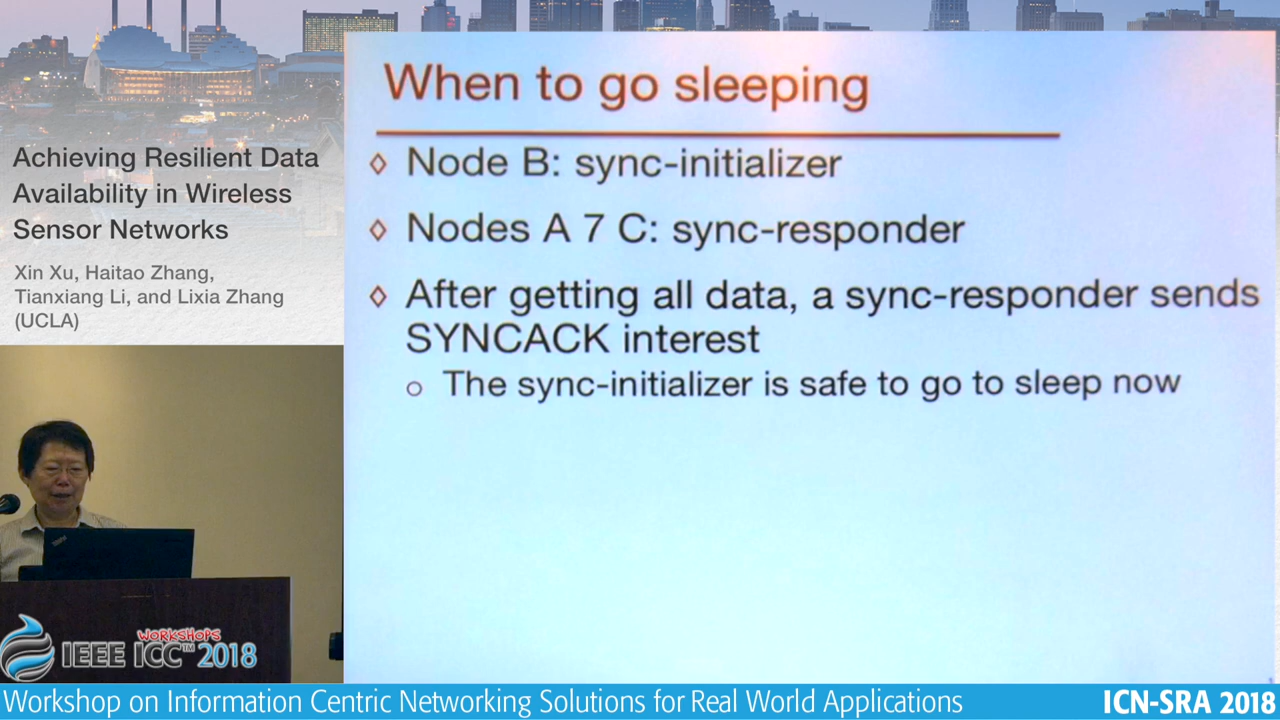 Achieving Resilient Data
Availability in Wireless
Sensor Networks
Xin Xu, Haitao Zhang,
Tianxiang Li, and Lixia Zhang
(UCLA)
When to go sleeping
Node B: sync-initializer
Nodes A 7 C: sync-responder
After getting all data, a sync-responder sends
SYNCACK interest
The sync-initializer is safe to go to sleep now
WORKSHOPS
IEEE ICC™ 2018
Workshop on Information Centric Networking Solutions for Real World Applications
ICN-SRA 2018